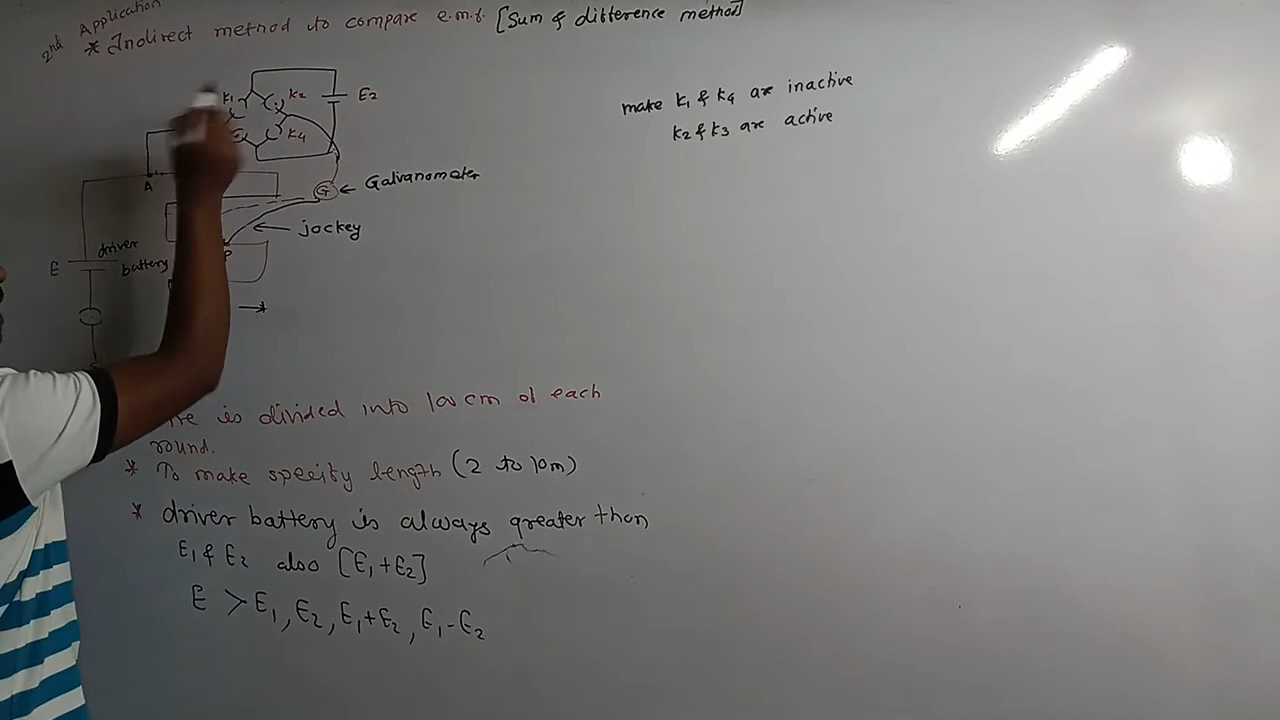 2nd Application
* Indirect method to compare e.m.f. [Sum & difference method]
K1 K2 E2
K4
make K1 & K4 are inactive
K2 & K3 are active
A
G ← Galvanometer
← jockey
P
E driver battery
is divided into 100 cm of each
round.
* To make specify length (2 to 10m)
* driver battery is always greater than
E1 & E2 also [E1+E2]
E > E1, E2, E1+E2, E1-E2